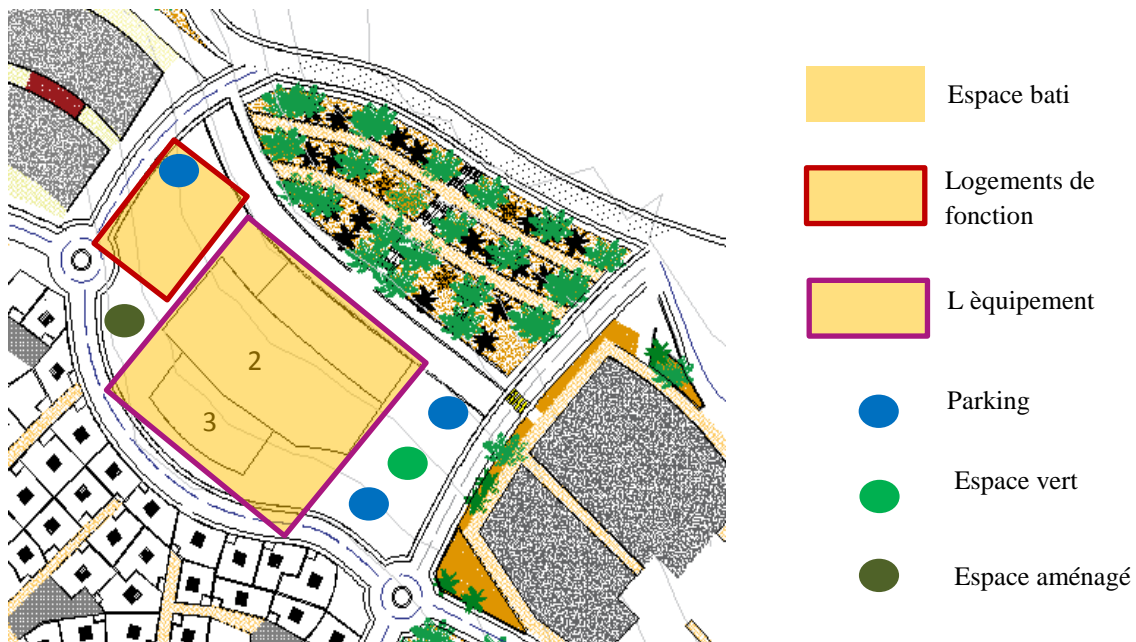 2
3
Espace bati
Logements de
fonction
L èquipement
Parking
Espace vert
Espace aménagé